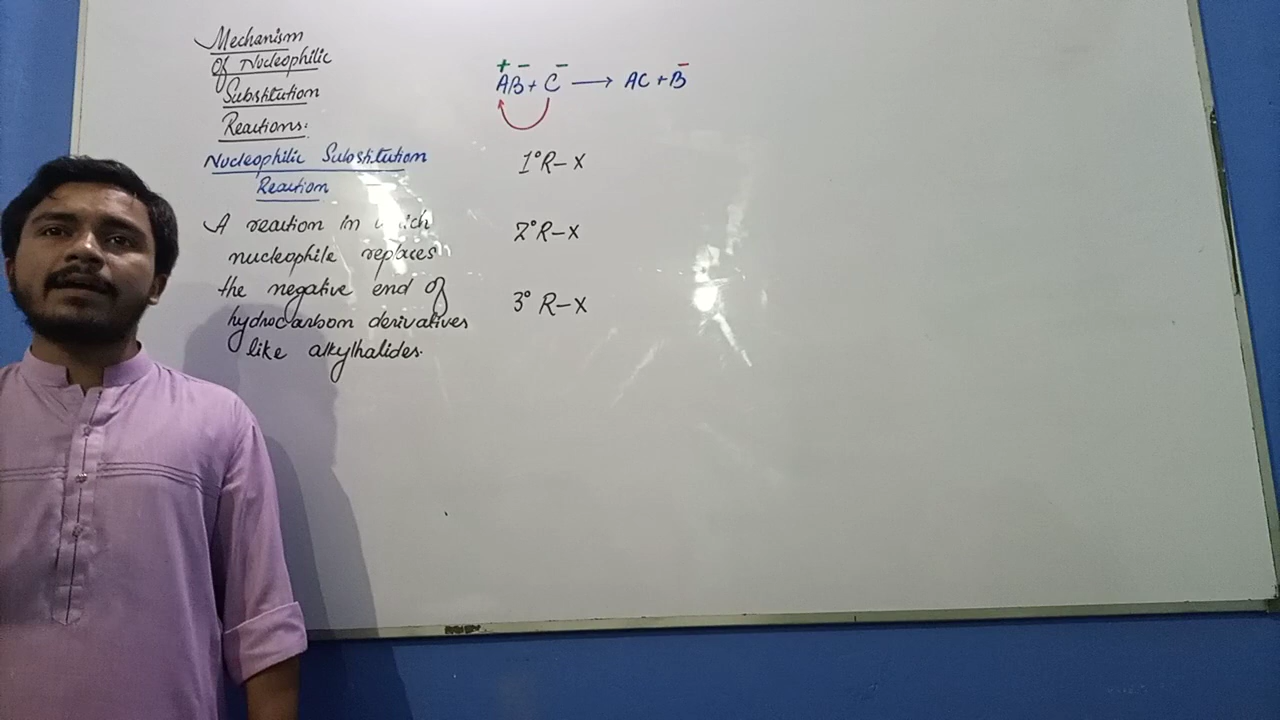 Mechanism
of Nucleophilic
Substitution
Reactions:
Nucleophilic Substitution
Reaction
A reaction in which
nucleophile replaces
the negative end of
hydrocarbon derivatives
like alkylhalides.
+ − −     −
AB + C ⟶ AC + B
1° R − X
2° R − X
3° R − X